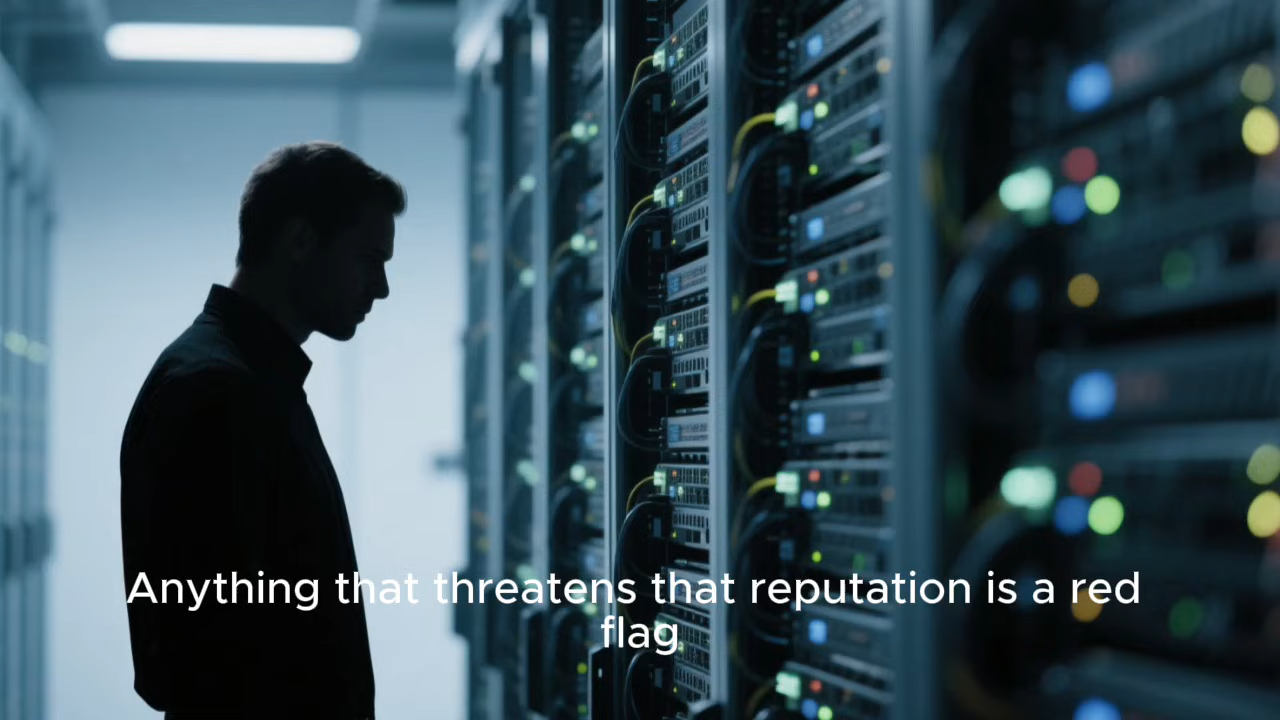 Anything that threatens that reputation is a red
flag